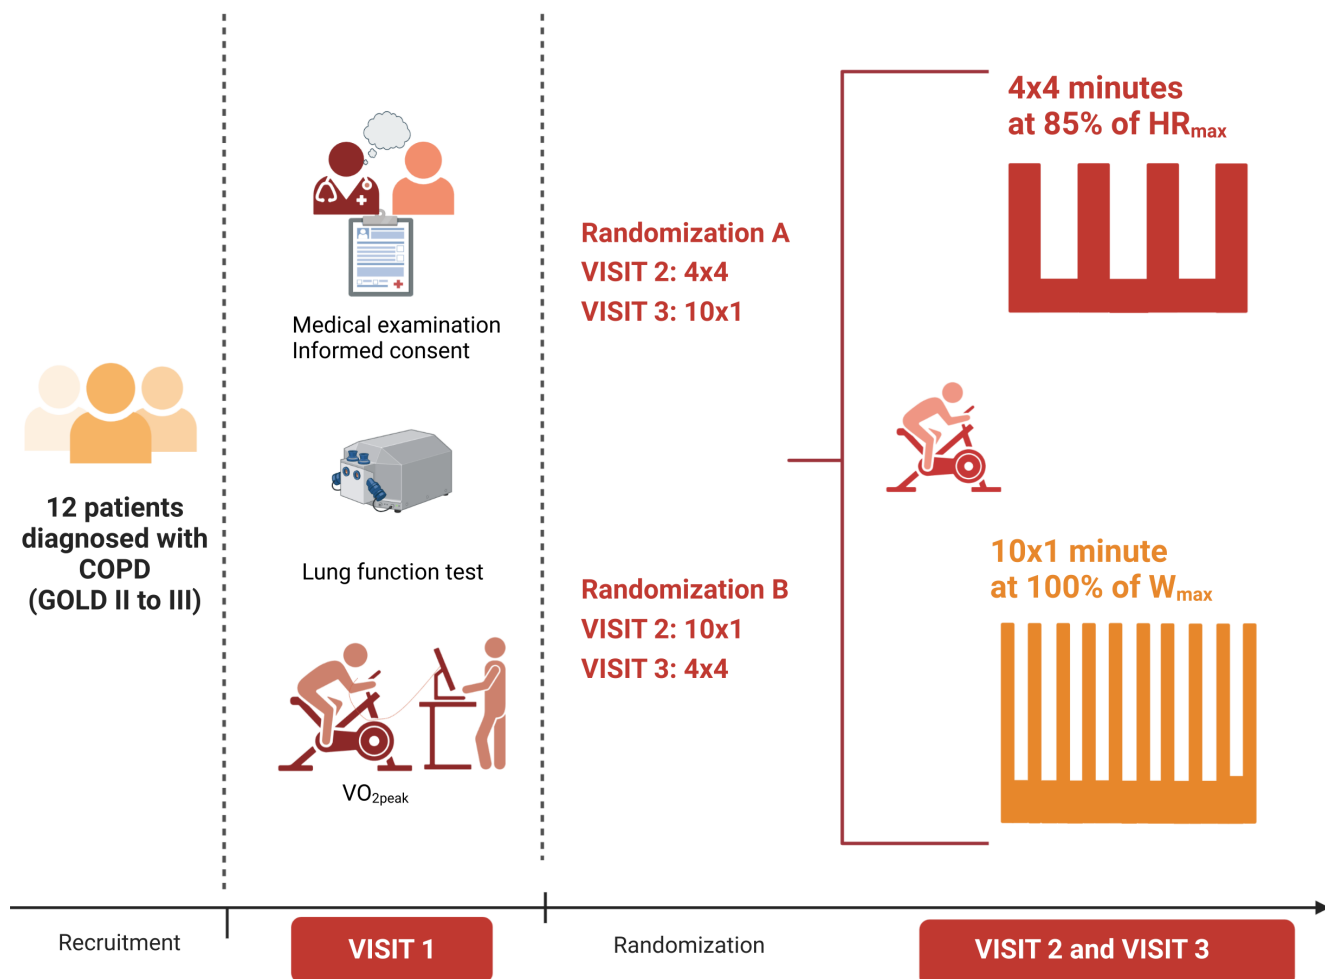 12 patients
diagnosed with
COPD
(GOLD II to III)
Medical examination
Informed consent
Lung function test
VO2peak
Randomization A
VISIT 2: 4x4
VISIT 3: 10x1
Randomization B
VISIT 2: 10x1
VISIT 3: 4x4
4x4 minutes
at 85% of HRmax
10x1 minute
at 100% of Wmax
Recruitment
VISIT 1
Randomization
VISIT 2 and VISIT 3